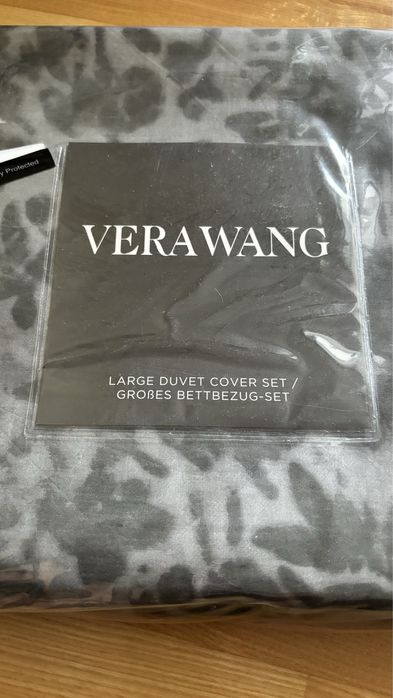 y Protected
VERAWANG
LARGE DUVET COVER SET /
GROßES BETTBEZUG-SET